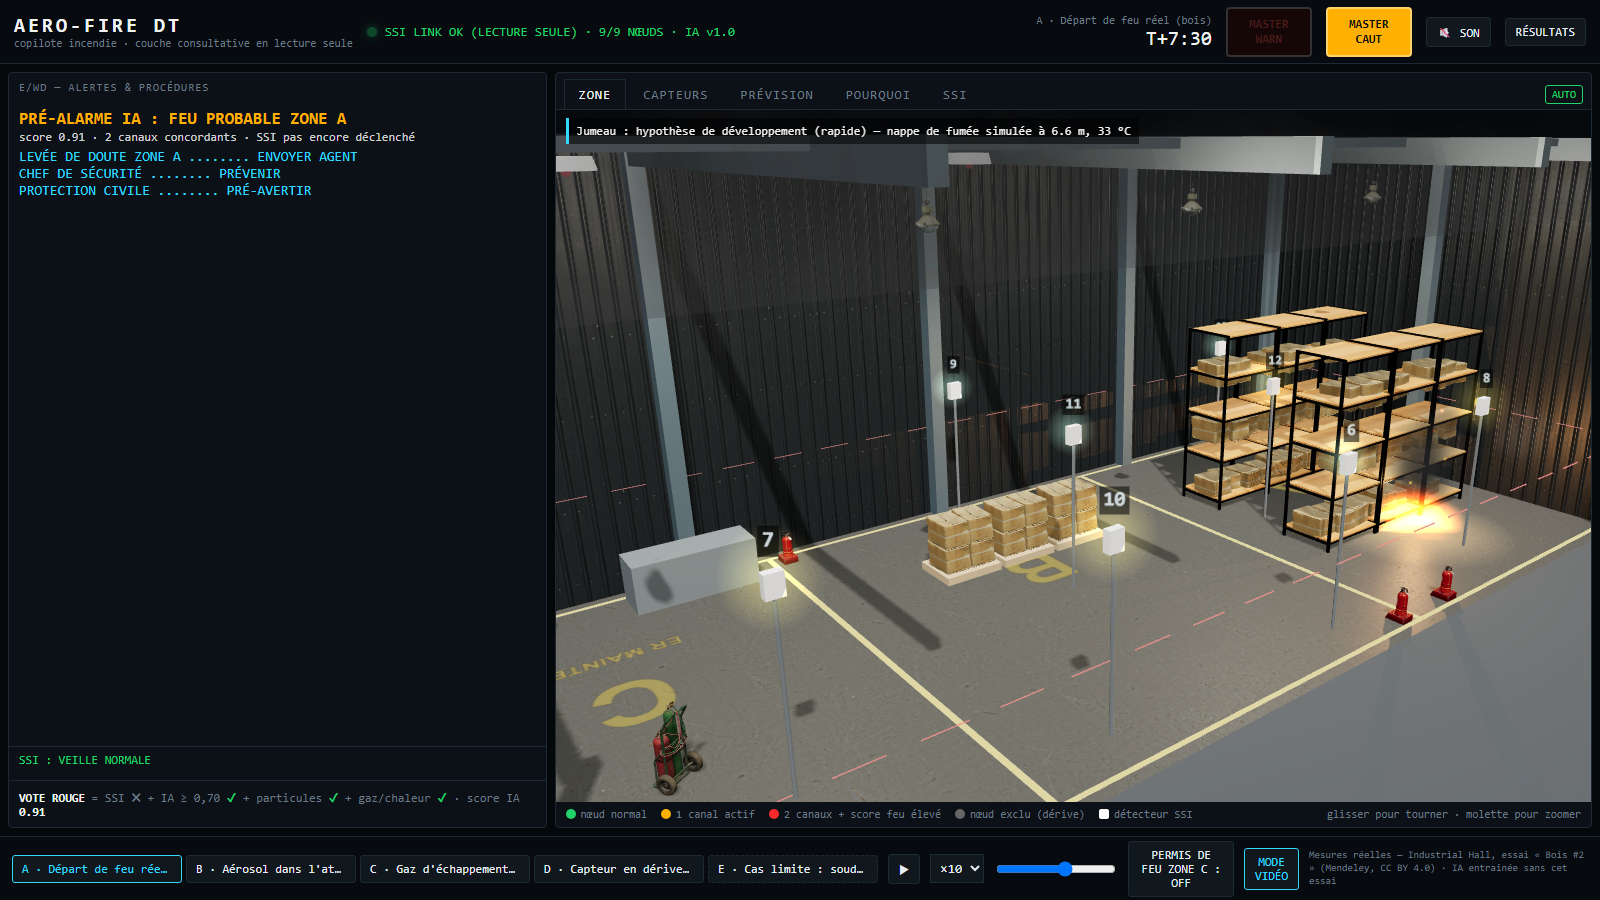 AERO-FIRE DT
copilote incendie · couche consultative en lecture seule
SSI LINK OK (LECTURE SEULE) · 9/9 NŒUDS · IA v1.0
A · Départ de feu réel (bois)
T+7:30
MASTER
WARN
MASTER
CAUT
SON
RÉSULTATS
E/WD — ALERTES & PROCÉDURES
PRÉ-ALARME IA : FEU PROBABLE ZONE A
score 0.91 · 2 canaux concordants · SSI pas encore déclenché
LEVÉE DE DOUTE ZONE A ........ ENVOYER AGENT
CHEF DE SÉCURITÉ ........ PRÉVENIR
PROTECTION CIVILE ........ PRÉ-AVERTIR
SSI : VEILLE NORMALE
VOTE ROUGE = SSI ✕ + IA ≥ 0,70 ✓ + particules ✓ + gaz/chaleur ✓ · score IA
0.91
ZONE
CAPTEURS
PRÉVISION
POURQUOI
SSI
AUTO
Jumeau : hypothèse de développement (rapide) — nappe de fumée simulée à 6.6 m, 33 °C
9
12
8
11
6
10
7
B
ER MAINTE
C
nœud normal
1 canal actif
2 canaux + score feu élevé
nœud exclu (dérive)
détecteur SSI
glisser pour tourner · molette pour zoomer
A · Départ de feu rée…
B · Aérosol dans l'at…
C · Gaz d'échappement…
D · Capteur en dérive…
E · Cas limite : soud…
▶
×10
PERMIS DE
FEU ZONE C :
OFF
MODE
VIDÉO
Mesures réelles — Industrial Hall, essai « Bois #2
» (Mendeley, CC BY 4.0) · IA entraînée sans cet
essai